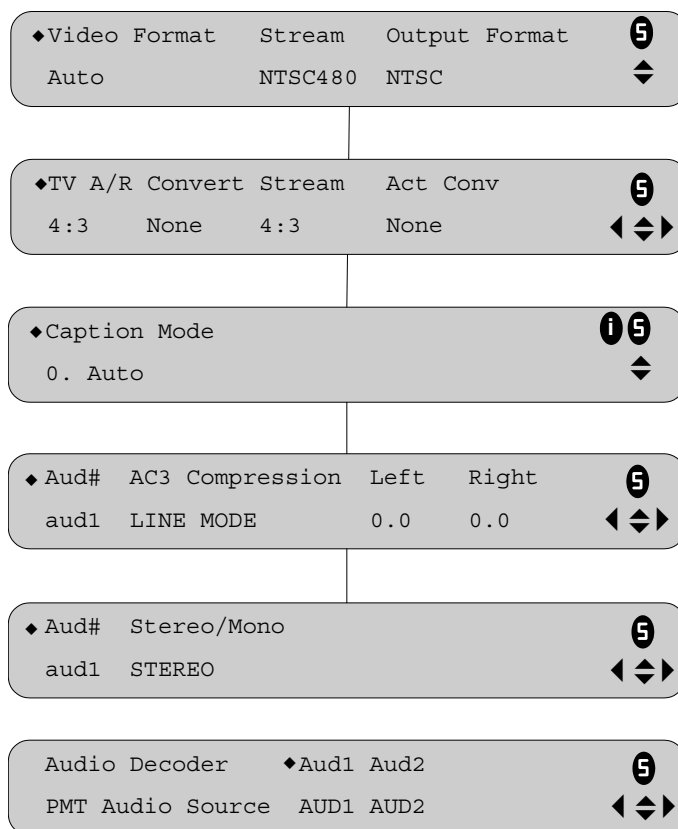 ◆Video Format Stream Output Format S
Auto NTSC480 NTSC
◆TV A/R Convert Stream Act Conv S
4:3 None 4:3 None
◆Caption Mode i S
0. Auto
◆Aud# AC3 Compression Left Right S
aud1 LINE MODE 0.0 0.0
◆Aud# Stereo/Mono S
aud1 STEREO
Audio Decoder ◆Aud1 Aud2 S
PMT Audio Source AUD1 AUD2